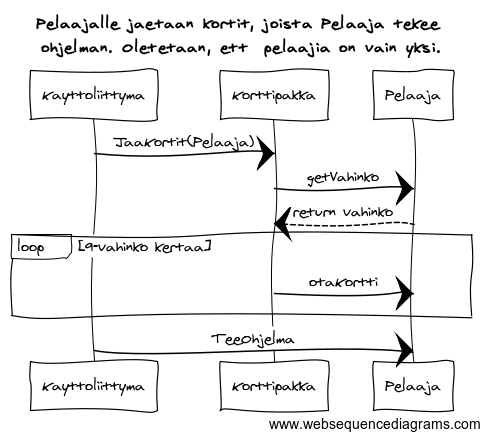 Pelaajalle jaetaan kortit, joista Pelaaja tekee
ohjelman. Oletetaan, ett  pelaajia on vain yksi.
Kayttoliittyma
Korttipakka
Pelaaja
JaaKortit(Pelaaja)
getVahinko
return vahinko
loop
[9-vahinko kertaa]
otaKortti
TeeOhjelma
Kayttoliittyma
Korttipakka
Pelaaja
www.websequencediagrams.com